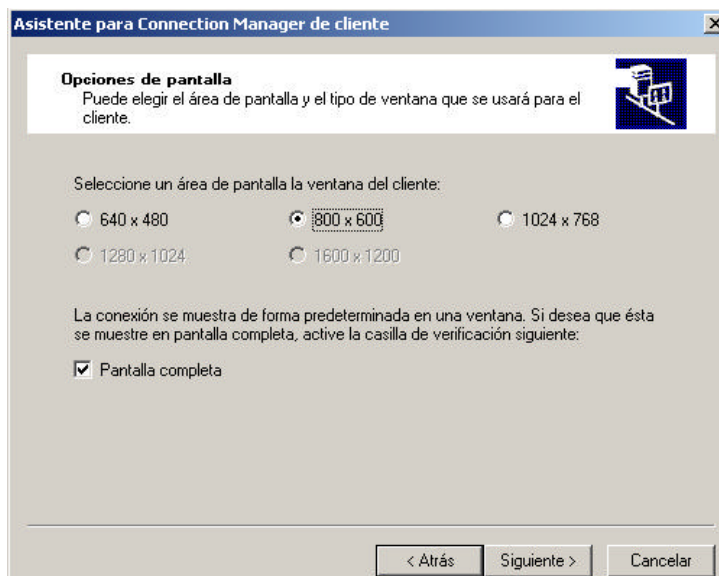 Asistente para Connection Manager de cliente
Opciones de pantalla
Puede elegir el área de pantalla y el tipo de ventana que se usará para el
cliente.
Seleccione un área de pantalla la ventana del cliente:
640 x 480 800 x 600 1024 x 768
1280 x 1024 1600 x 1200
La conexión se muestra de forma predeterminada en una ventana. Si desea que ésta
se muestre en pantalla completa, active la casilla de verificación siguiente:
Pantalla completa
< Atrás Siguiente > Cancelar